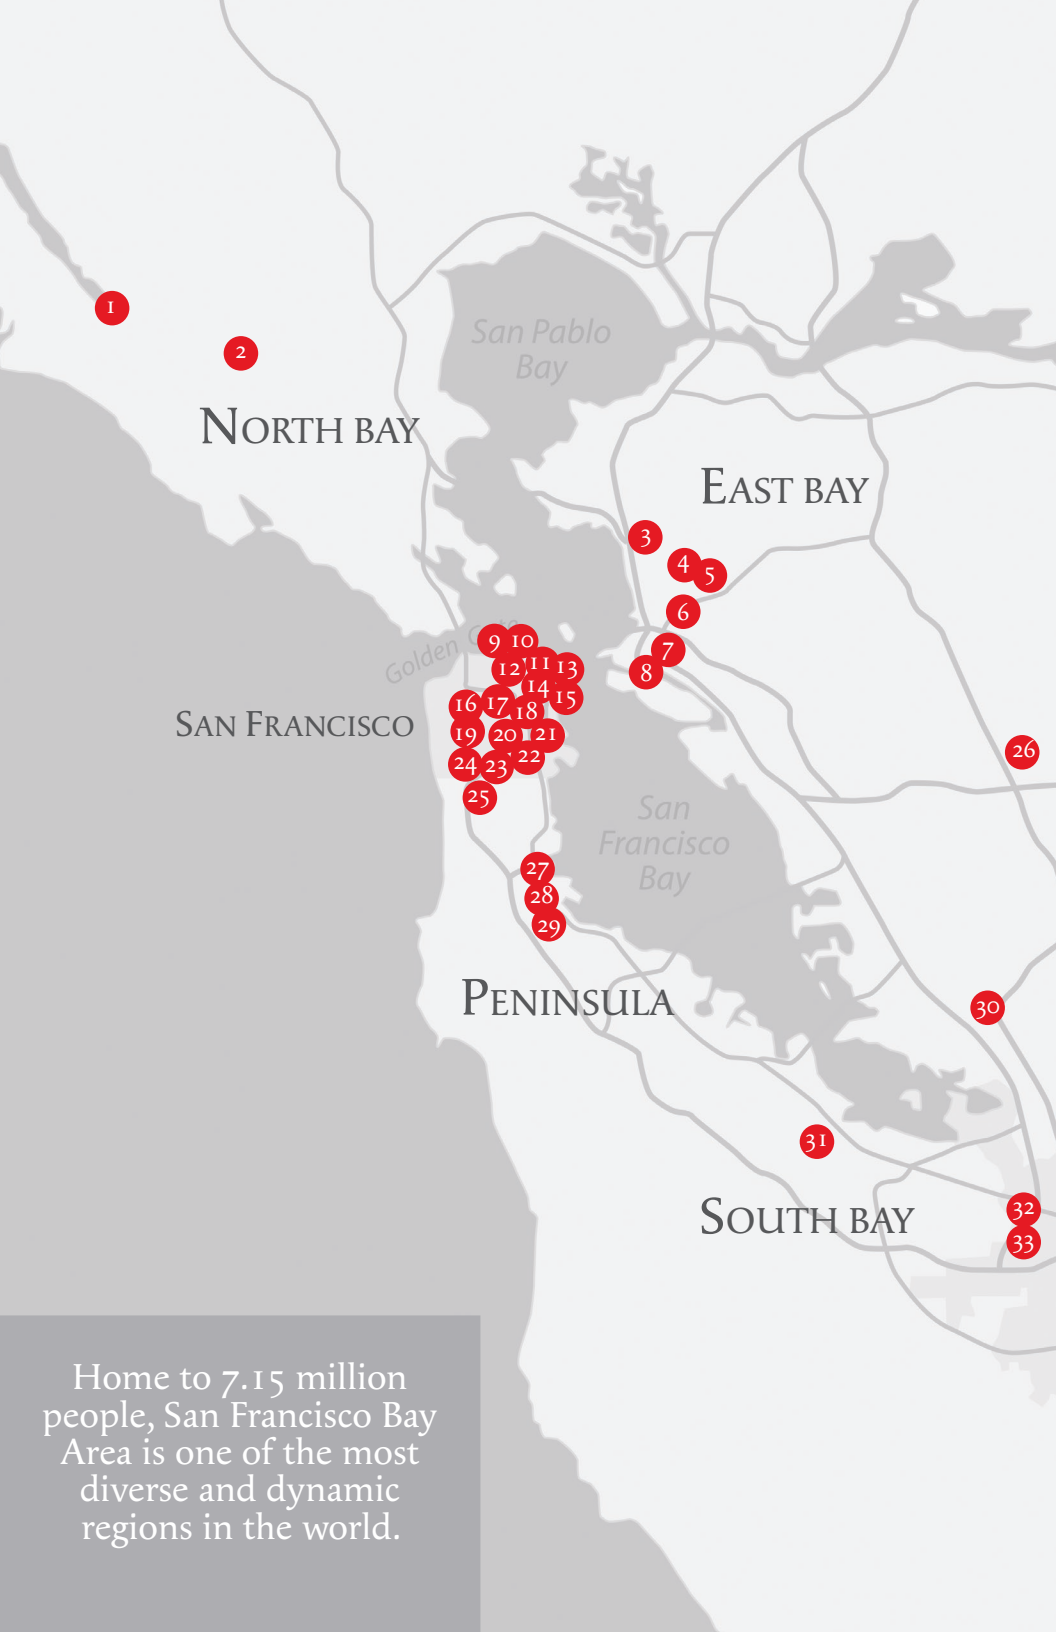 San Pablo
Bay
1
2
NORTH BAY
EAST BAY
3
4
5
6
7
8
Golden Gate
9
10
11
12
13
14
15
16
17
18
SAN FRANCISCO
19
20
21
22
23
24
25
26
San
Francisco
Bay
27
28
29
PENINSULA
30
31
SOUTH BAY
32
33
Home to 7.15 million
people, San Francisco Bay
Area is one of the most
diverse and dynamic
regions in the world.